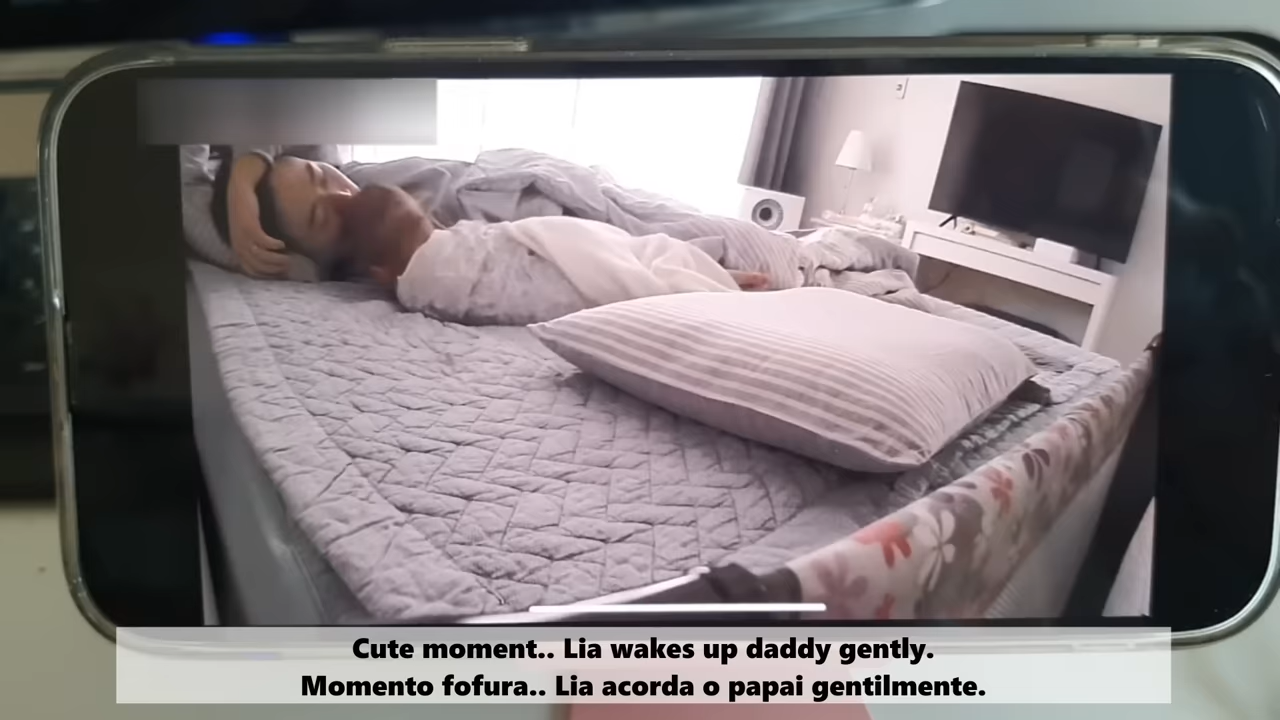 Cute moment.. Lia wakes up daddy gently.
Momento fofura.. Lia acorda o papai gentilmente.